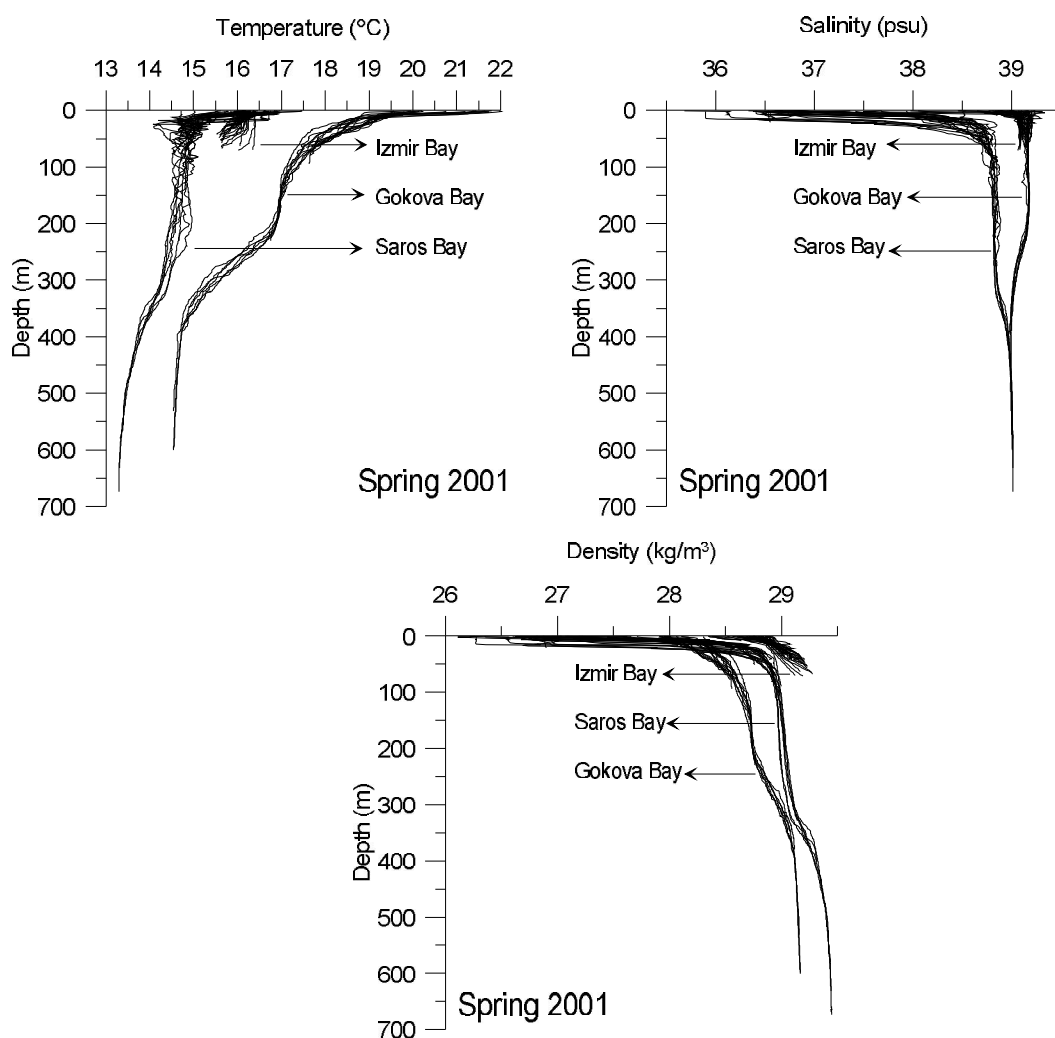 Temperature (°C)
13 14 15 16 17 18 19 20 21 22
0
100
200
300
400
500
600
700
Depth (m)
Izmir Bay
Gokova Bay
Saros Bay
Spring 2001
Salinity (psu)
36 37 38 39
0
100
200
300
400
500
600
700
Depth (m)
Izmir Bay
Gokova Bay
Saros Bay
Spring 2001
Density (kg/m³)
26 27 28 29
0
100
200
300
400
500
600
700
Depth (m)
Izmir Bay
Saros Bay
Gokova Bay
Spring 2001